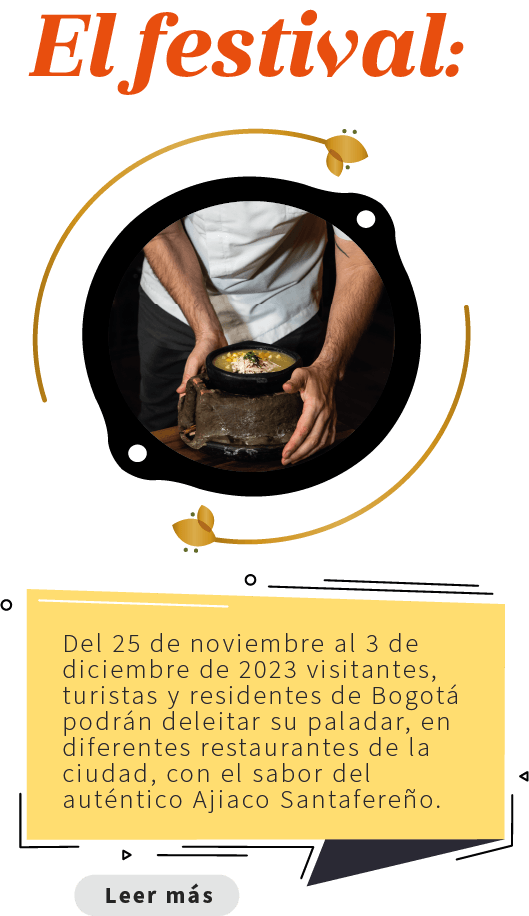 El festival:
Del 25 de noviembre al 3 de
diciembre de 2023 visitantes,
turistas y residentes de Bogotá
podrán deleitar su paladar, en
diferentes restaurantes de la
ciudad, con el sabor del
auténtico Ajiaco Santafereño.
Leer más